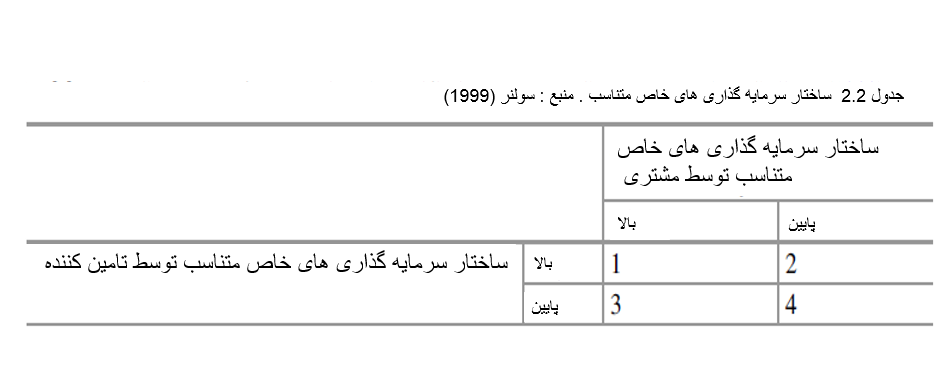 جدول 2.2 ساختار سرمایه گذاری های خاص متناسب . منبع : سولنر (1999)
ساختار سرمایه گذاری های خاص
متناسب توسط مشتری
بالا پایین
ساختار سرمایه گذاری های خاص متناسب توسط تامین کننده بالا 1 2
پایین 3 4